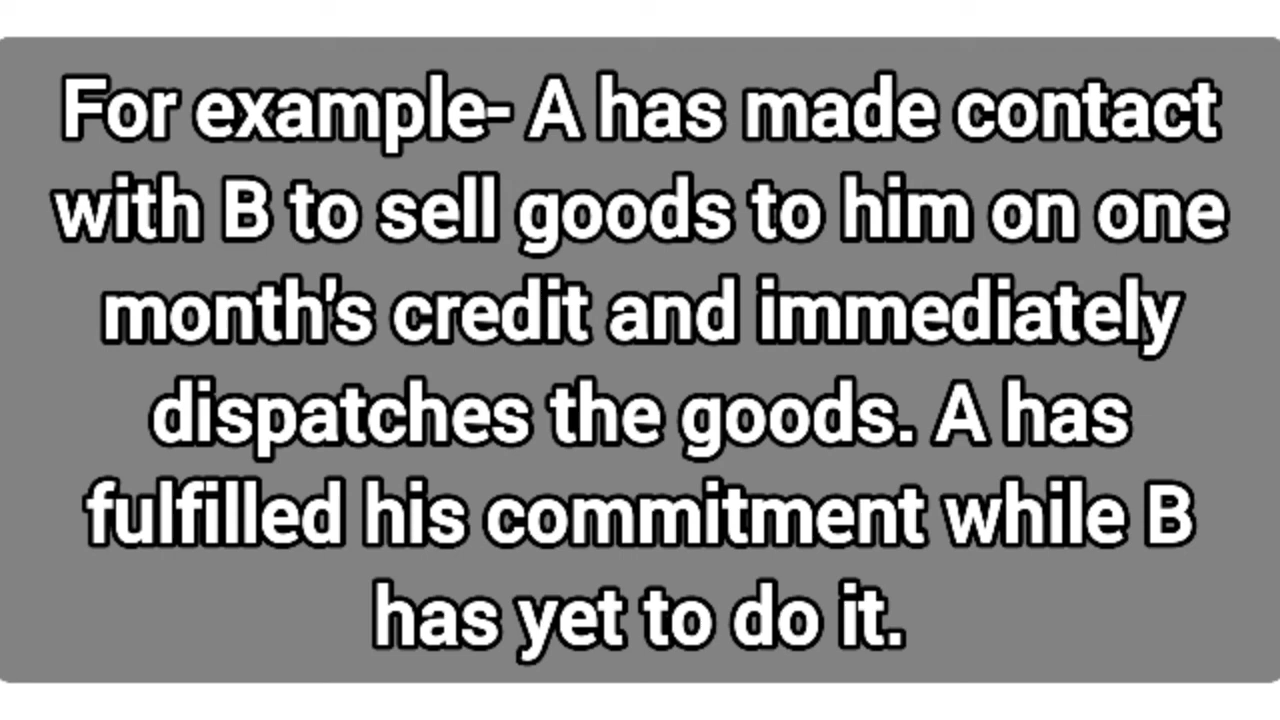 For example- A has made contact
with B to sell goods to him on one
month's credit and immediately
dispatches the goods. A has
fulfilled his commitment while B
has yet to do it.